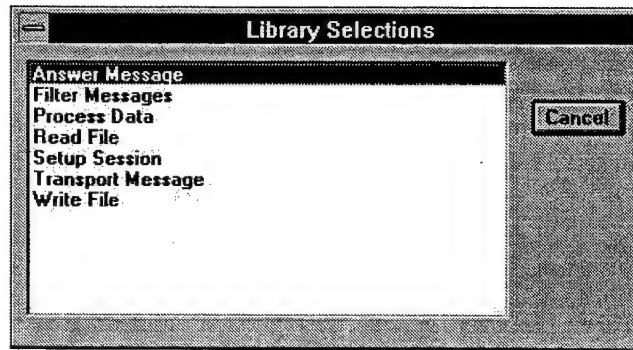 Library Selections
Answer Message
Filter Messages
Process Data
Read File
Setup Session
Transport Message
Write File
Cancel